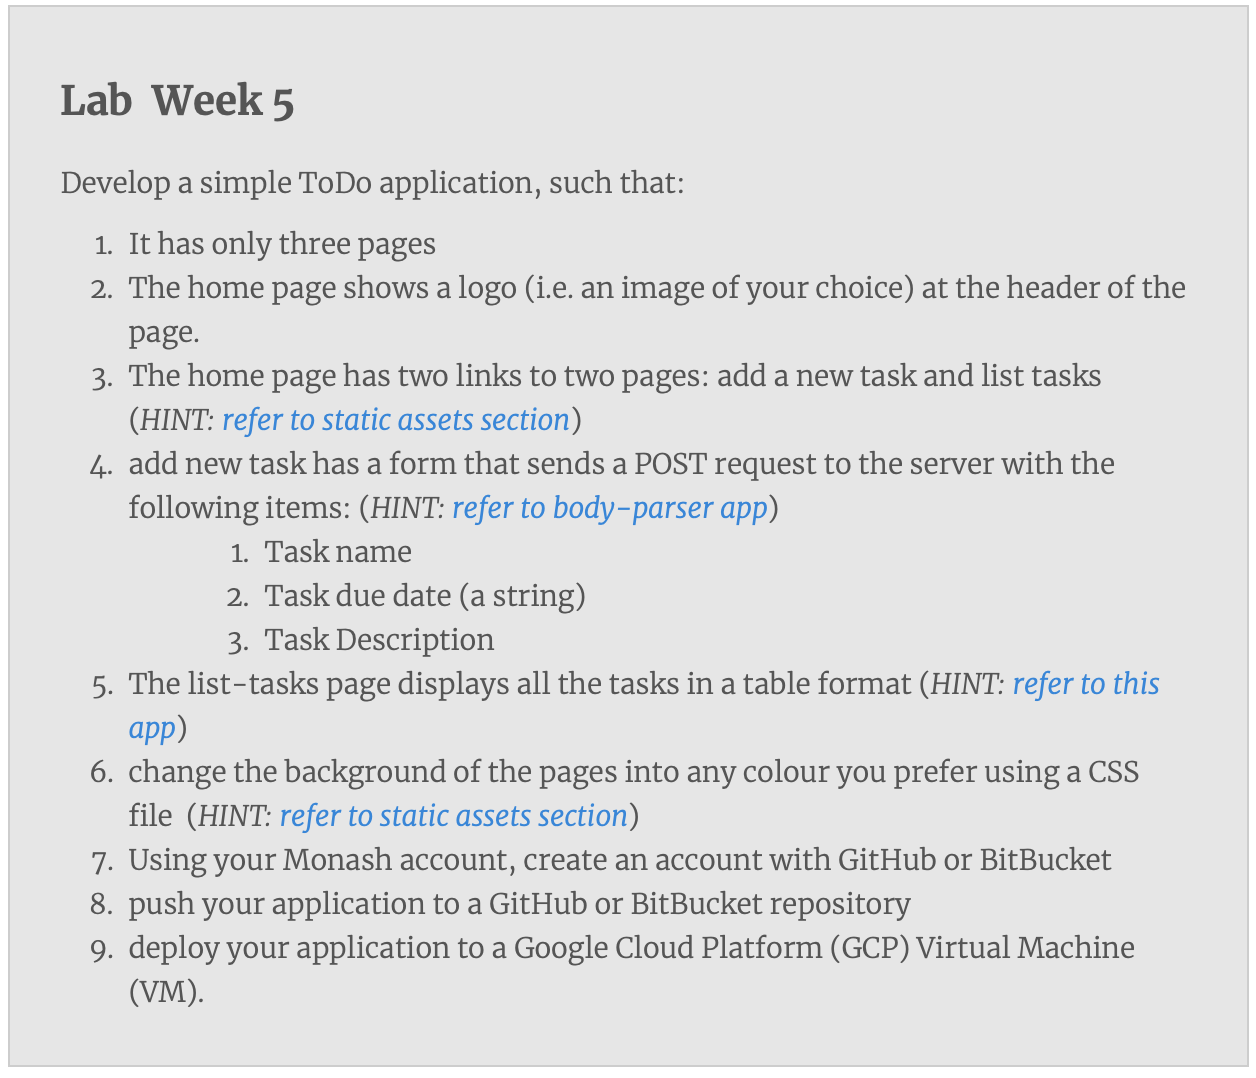 Lab Week 5
Develop a simple ToDo application, such that:
1. It has only three pages
2. The home page shows a logo (i.e. an image of your choice) at the header of the
page.
3. The home page has two links to two pages: add a new task and list tasks
(HINT: refer to static assets section)
4. add new task has a form that sends a POST request to the server with the
following items: (HINT: refer to body-parser app)
1. Task name
2. Task due date (a string)
3. Task Description
5. The list-tasks page displays all the tasks in a table format (HINT: refer to this
app)
6. change the background of the pages into any colour you prefer using a CSS
file (HINT: refer to static assets section)
7. Using your Monash account, create an account with GitHub or BitBucket
8. push your application to a GitHub or BitBucket repository
9. deploy your application to a Google Cloud Platform (GCP) Virtual Machine
(VM).